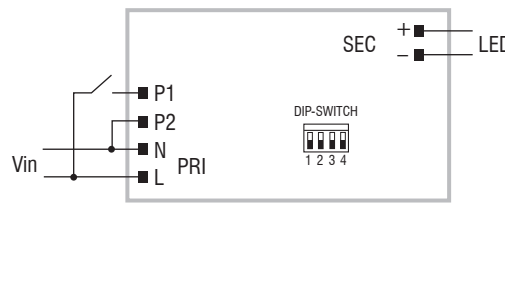 +
SEC
LED
–
P1
P2
DIP-SWITCH
N
Vin
PRI
L
1 2 3 4